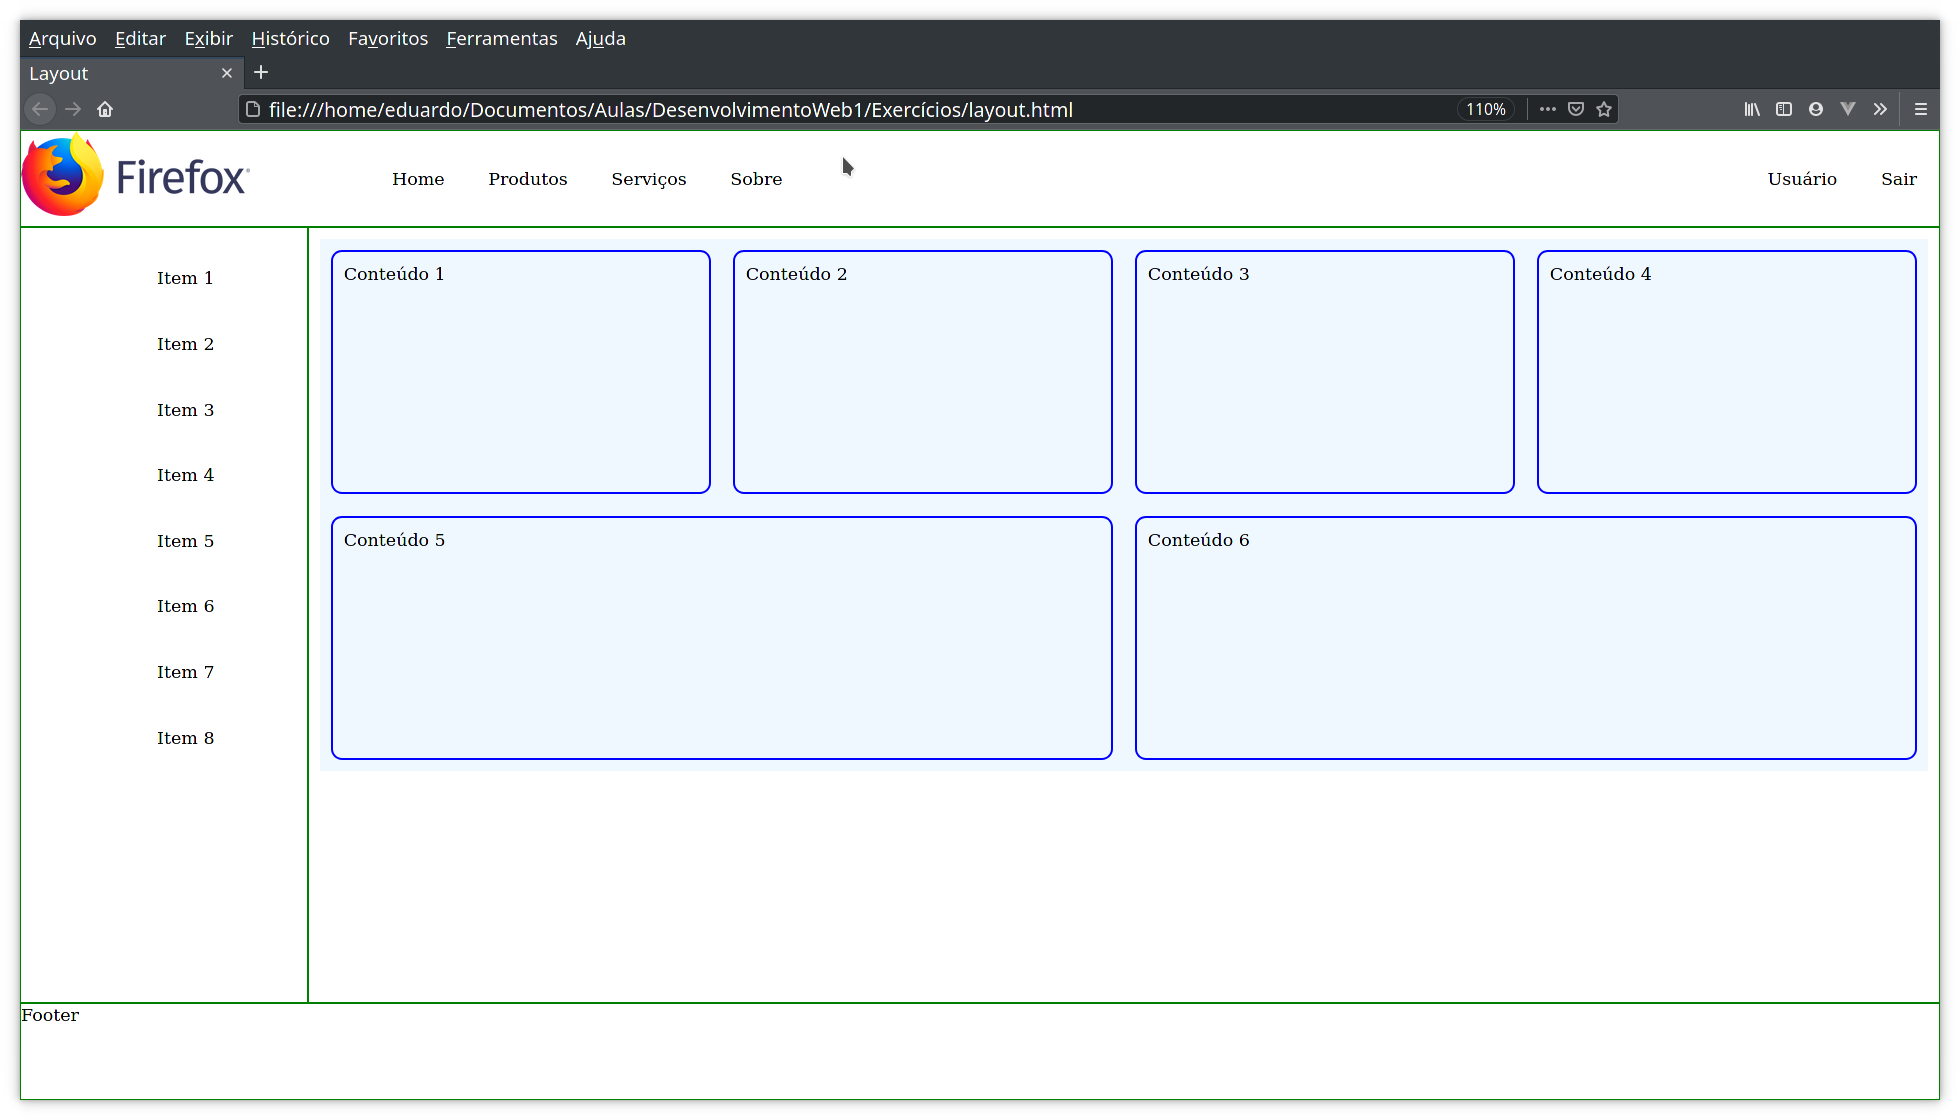 Arquivo Editar Exibir Histórico Favoritos Ferramentas Ajuda
Layout
file:///home/eduardo/Documentos/Aulas/DesenvolvimentoWeb1/Exercícios/layout.html 110%
Firefox Home Produtos Serviços Sobre Usuário Sair
Item 1
Item 2
Item 3
Item 4
Item 5
Item 6
Item 7
Item 8
Conteúdo 1 Conteúdo 2 Conteúdo 3 Conteúdo 4
Conteúdo 5 Conteúdo 6
Footer